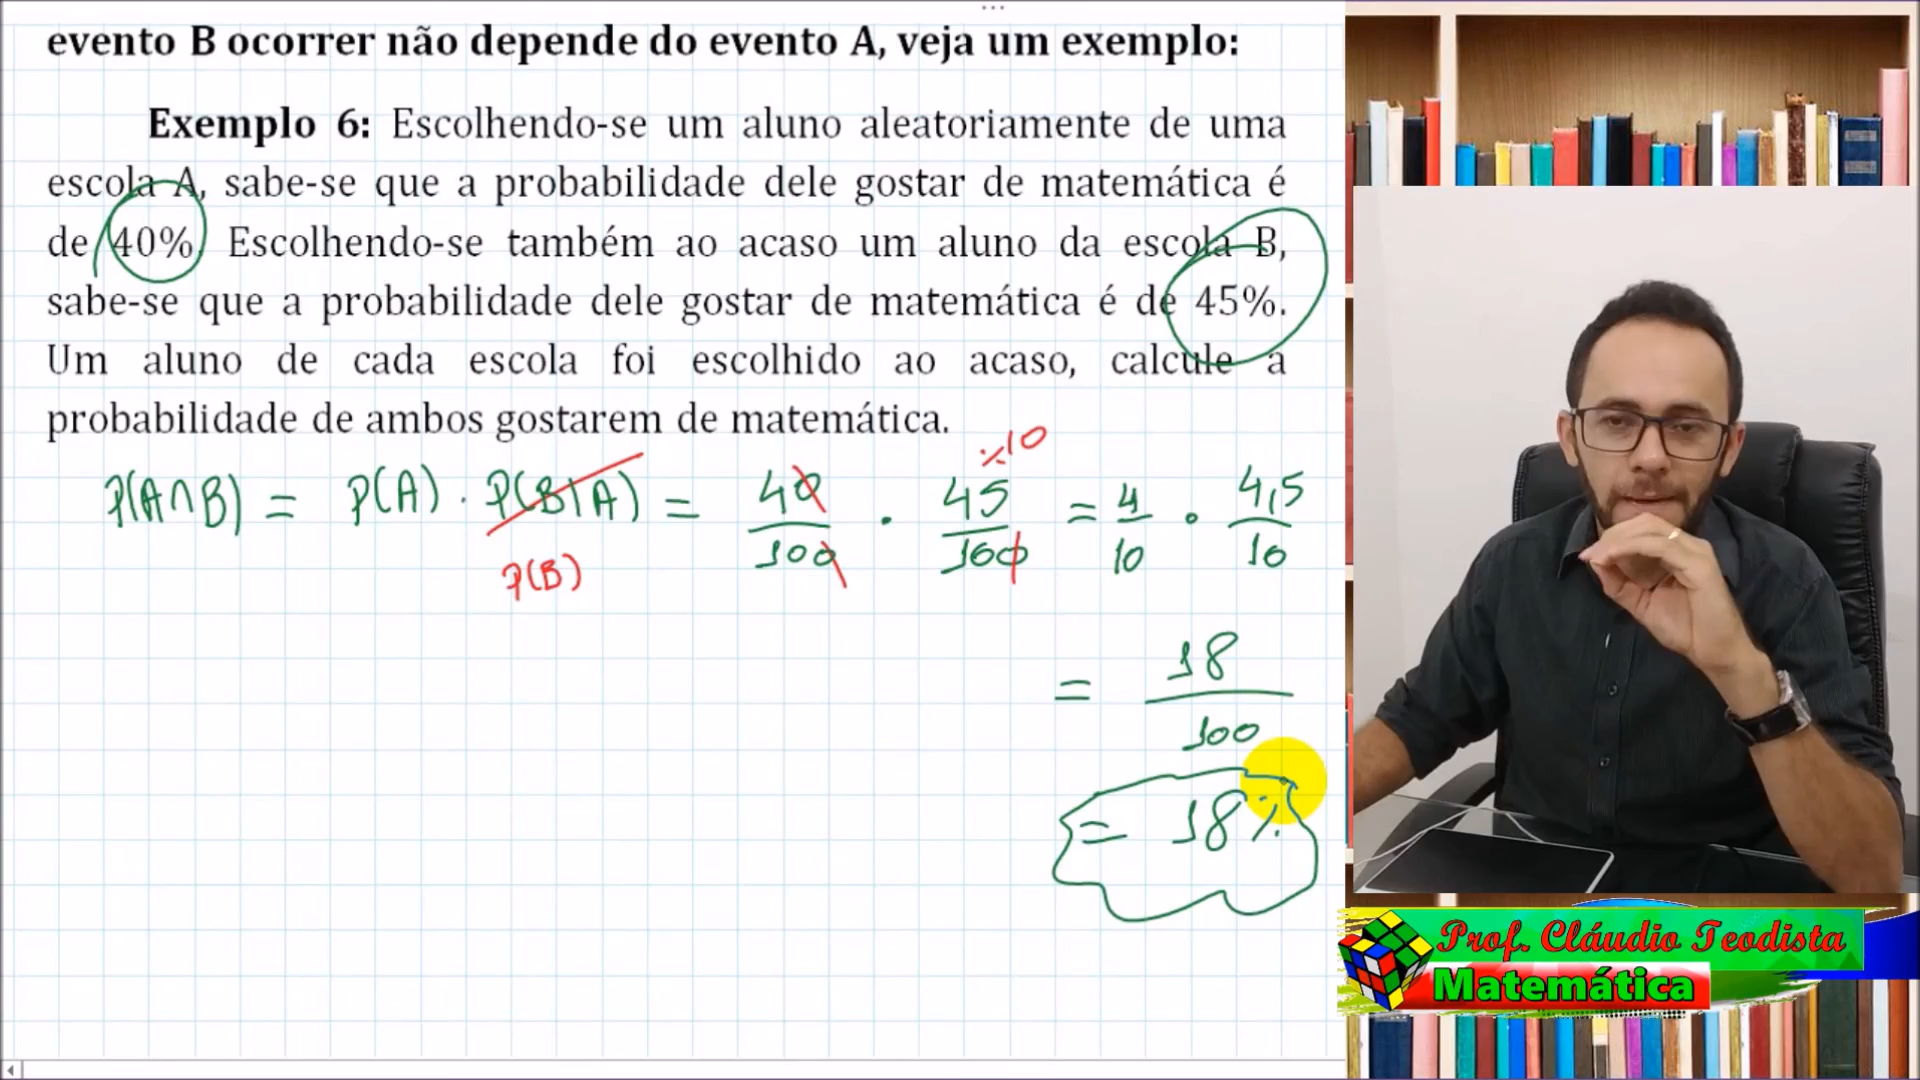 evento B ocorrer não depende do evento A, veja um exemplo:
Exemplo 6: Escolhendo-se um aluno aleatoriamente de uma
escola A, sabe-se que a probabilidade dele gostar de matemática é
de 40%. Escolhendo-se também ao acaso um aluno da escola B,
sabe-se que a probabilidade dele gostar de matemática é de 45%.
Um aluno de cada escola foi escolhido ao acaso, calcule a
probabilidade de ambos gostarem de matemática.
÷10
P(A∩B) = P(A) · P(B|A) = 40/100 · 45/100 = 4/10 · 4,5/10
P(B)
= 18/100
= 18%
Prof. Cláudio Teodista
Matemática